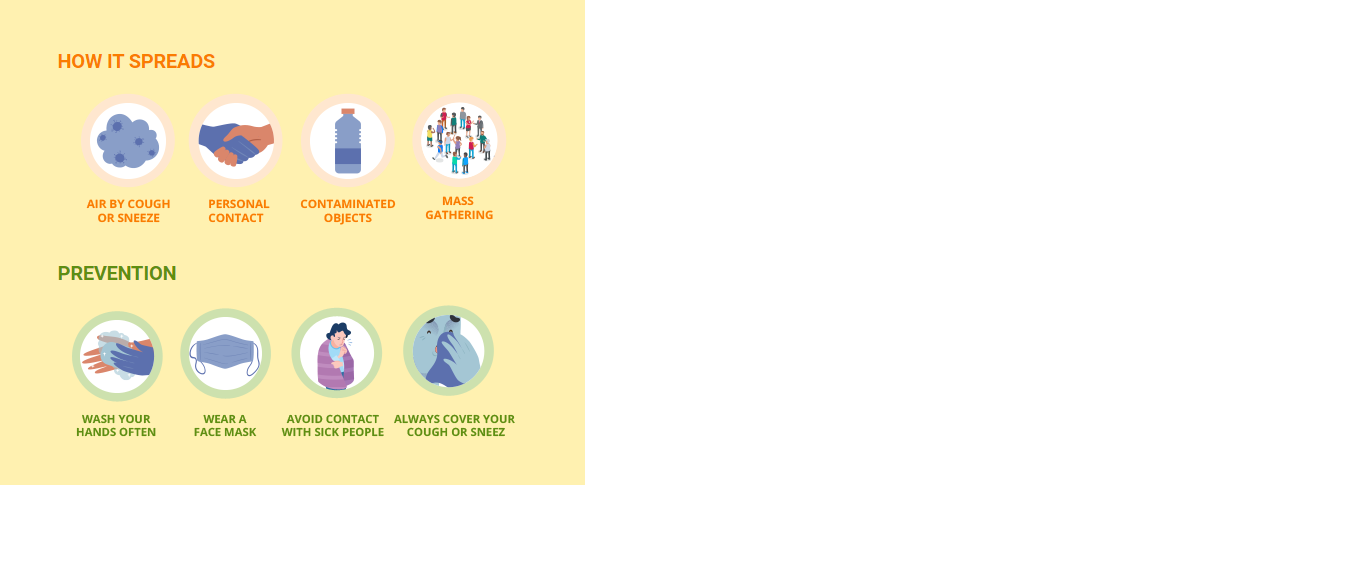 HOW IT SPREADS
AIR BY COUGH
OR SNEEZE
PERSONAL
CONTACT
CONTAMINATED
OBJECTS
MASS
GATHERING
PREVENTION
WASH YOUR
HANDS OFTEN
WEAR A
FACE MASK
AVOID CONTACT
WITH SICK PEOPLE
ALWAYS COVER YOUR
COUGH OR SNEEZ